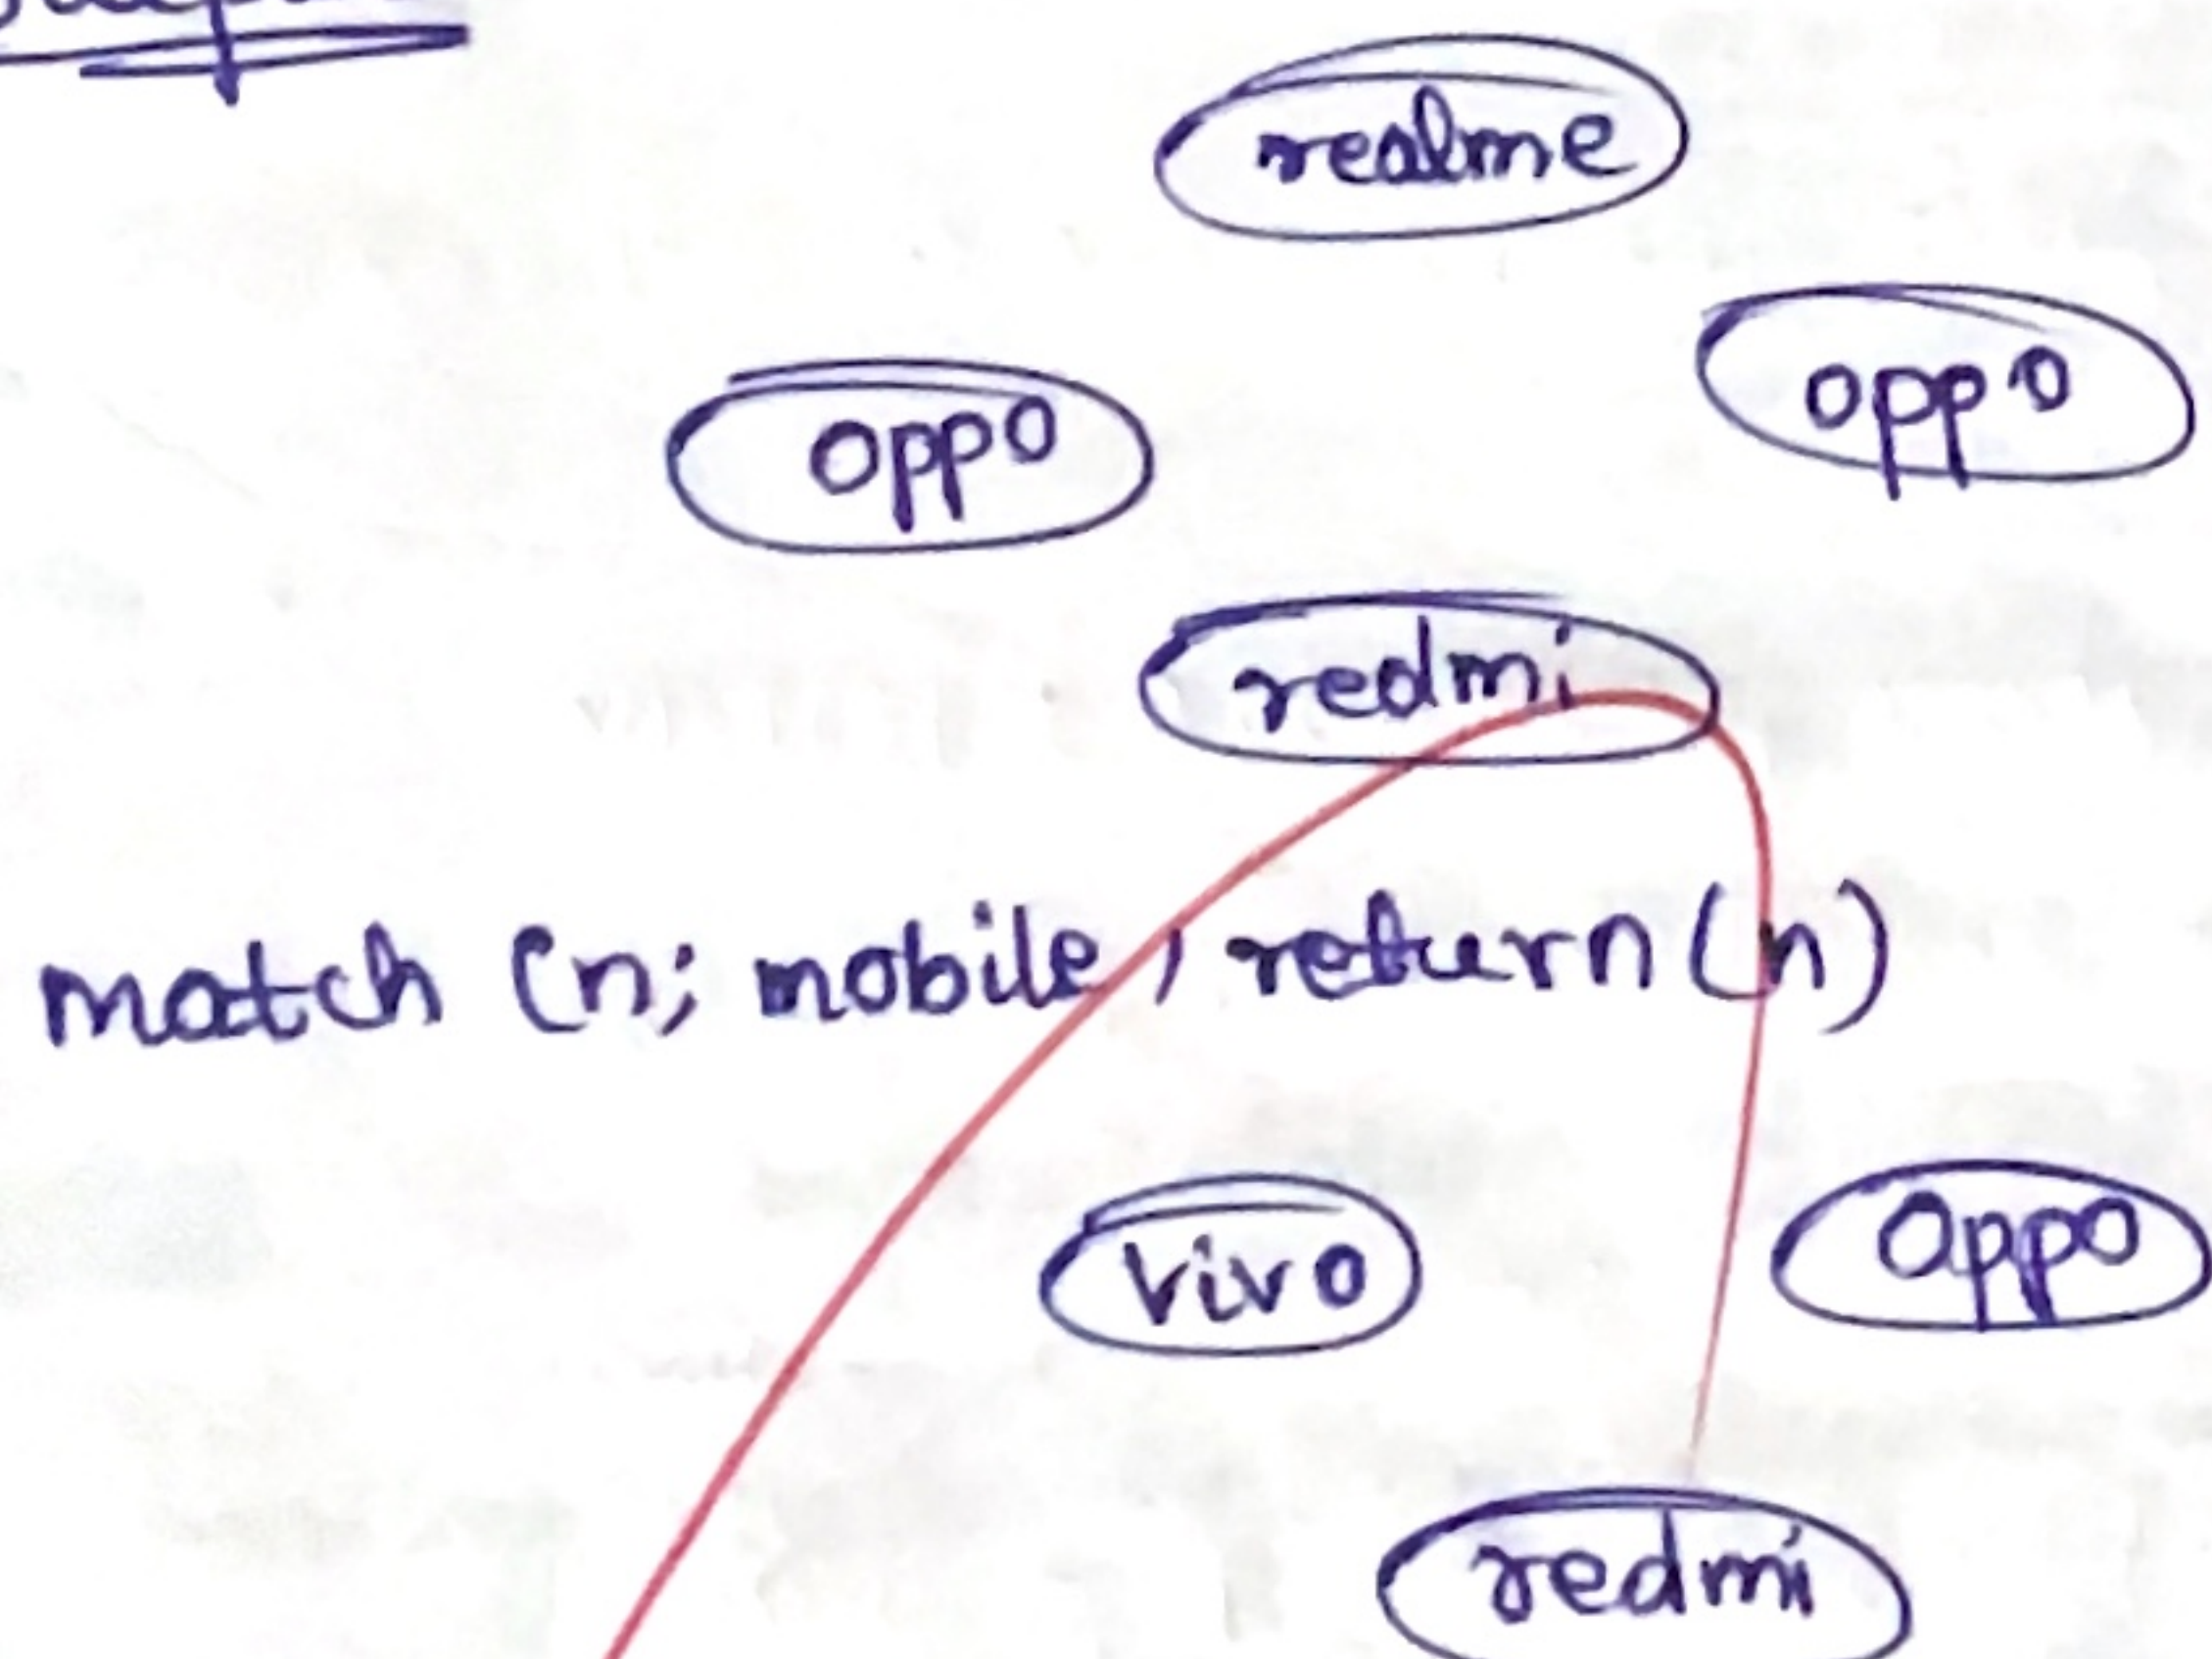 realme
oppo
oppo
redmi
match (n; mobile, return(n)
vivo
oppo
redmi